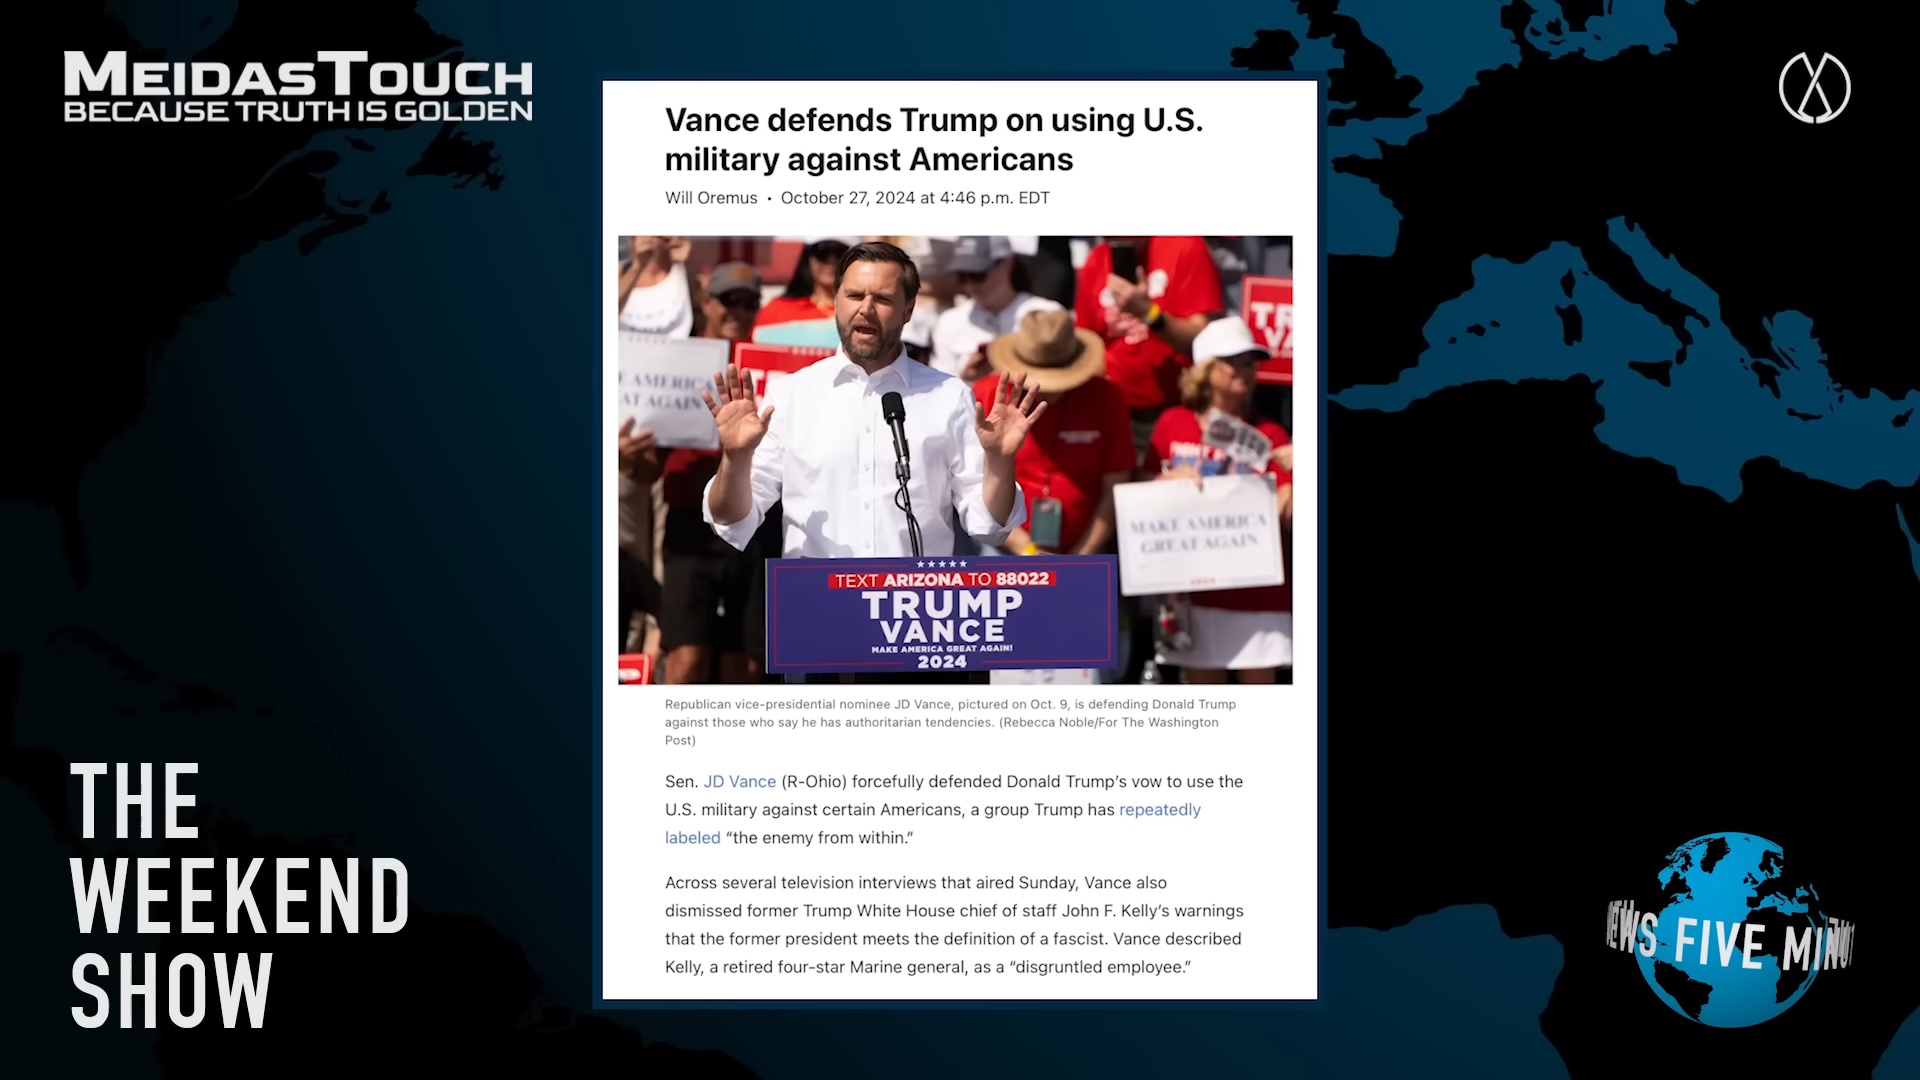 MEIDASTOUCH
BECAUSE TRUTH IS GOLDEN
Vance defends Trump on using U.S.
military against Americans
Will Oremus • October 27, 2024 at 4:46 p.m. EDT
E AMERICA
AT AGAIN
TR
VA
MAKE AMERICA
GREAT AGAIN
TEXT ARIZONA TO 88022
TRUMP
VANCE
MAKE AMERICA GREAT AGAIN!
2024
Republican vice-presidential nominee JD Vance, pictured on Oct. 9, is defending Donald Trump
against those who say he has authoritarian tendencies. (Rebecca Noble/For The Washington
Post)
Sen. JD Vance (R-Ohio) forcefully defended Donald Trump’s vow to use the
U.S. military against certain Americans, a group Trump has repeatedly
labeled “the enemy from within.”
Across several television interviews that aired Sunday, Vance also
dismissed former Trump White House chief of staff John F. Kelly’s warnings
that the former president meets the definition of a fascist. Vance described
Kelly, a retired four-star Marine general, as a “disgruntled employee.”
THE
WEEKEND
SHOW
NEWS FIVE MINUT